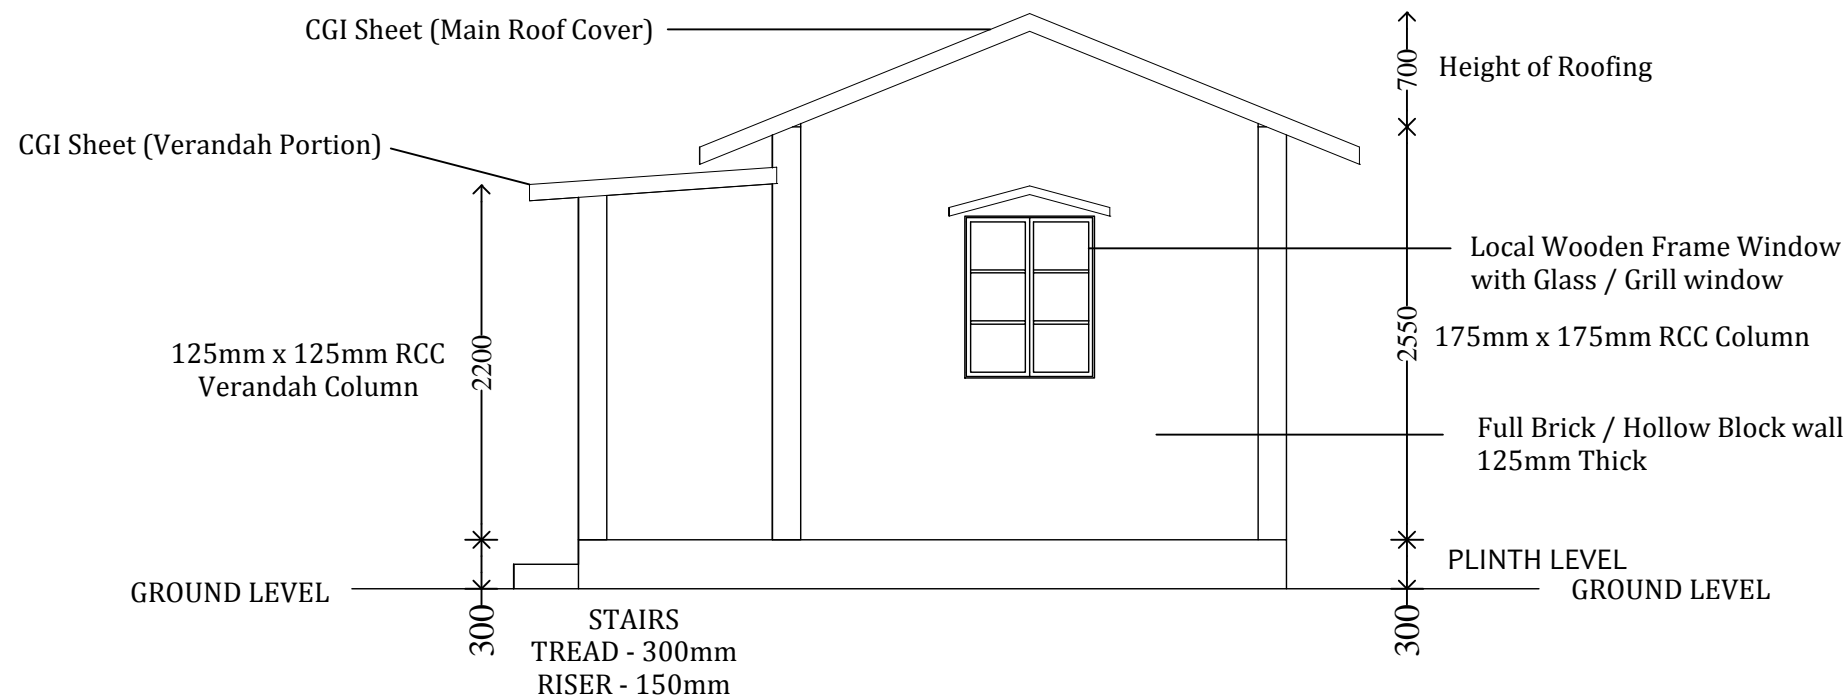 CGI Sheet (Main Roof Cover)
700
Height of Roofing
CGI Sheet (Verandah Portion)
Local Wooden Frame Window
with Glass / Grill window
2550
175mm x 175mm RCC Column
125mm x 125mm RCC
Verandah Column
2200
Full Brick / Hollow Block wall
125mm Thick
PLINTH LEVEL
GROUND LEVEL
GROUND LEVEL
300
300
STAIRS
TREAD - 300mm
RISER - 150mm